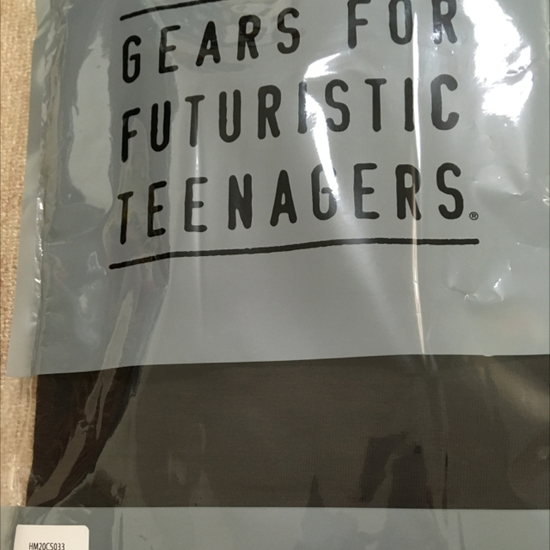 GEARS FOR
FUTURISTIC
TEENAGERS®
HM20CS033